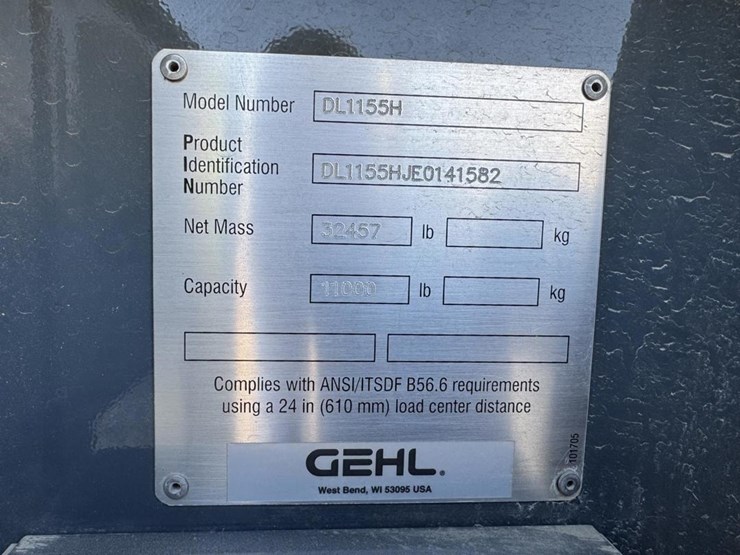 Model Number DL1155H
Product
Identification
Number DL1155HJE0141582
Net Mass 32457 lb kg
Capacity 11000 lb kg
Complies with ANSI/ITSDF B56.6 requirements
using a 24 in (610 mm) load center distance
101705
GEHL®
West Bend, WI 53095 USA